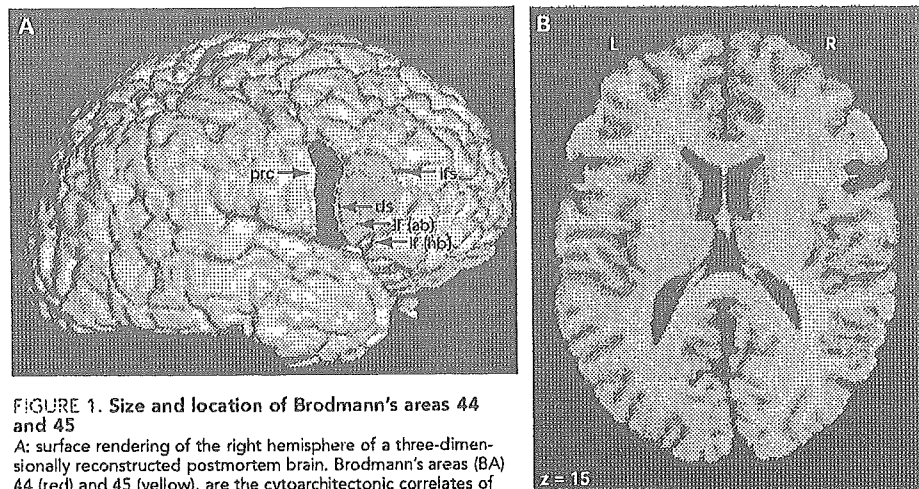 A
prc
ifs
ds
lf (ab)
lf (hb)
B
L
R
z = 15
FIGURE 1. Size and location of Brodmann's areas 44
and 45
A: surface rendering of the right hemisphere of a three-dimen-
sionally reconstructed postmortem brain. Brodmann's areas (BA)
44 (red) and 45 (yellow), are the cytoarchitectonic correlates of